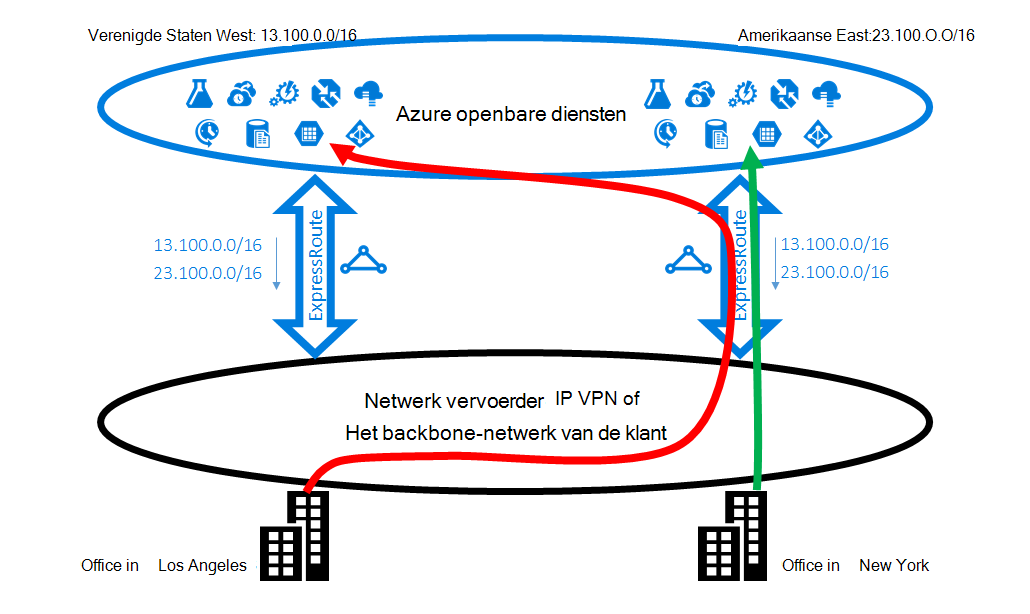 Verenigde Staten West: 13.100.0.0/16
Amerikaanse East:23.100.O.O/16
Azure openbare diensten
13.100.0.0/16
23.100.0.0/16
ExpressRoute
ExpressRoute
13.100.0.0/16
23.100.0.0/16
Netwerk vervoerder IP VPN of
Het backbone-netwerk van de klant
Office in Los Angeles
Office in New York